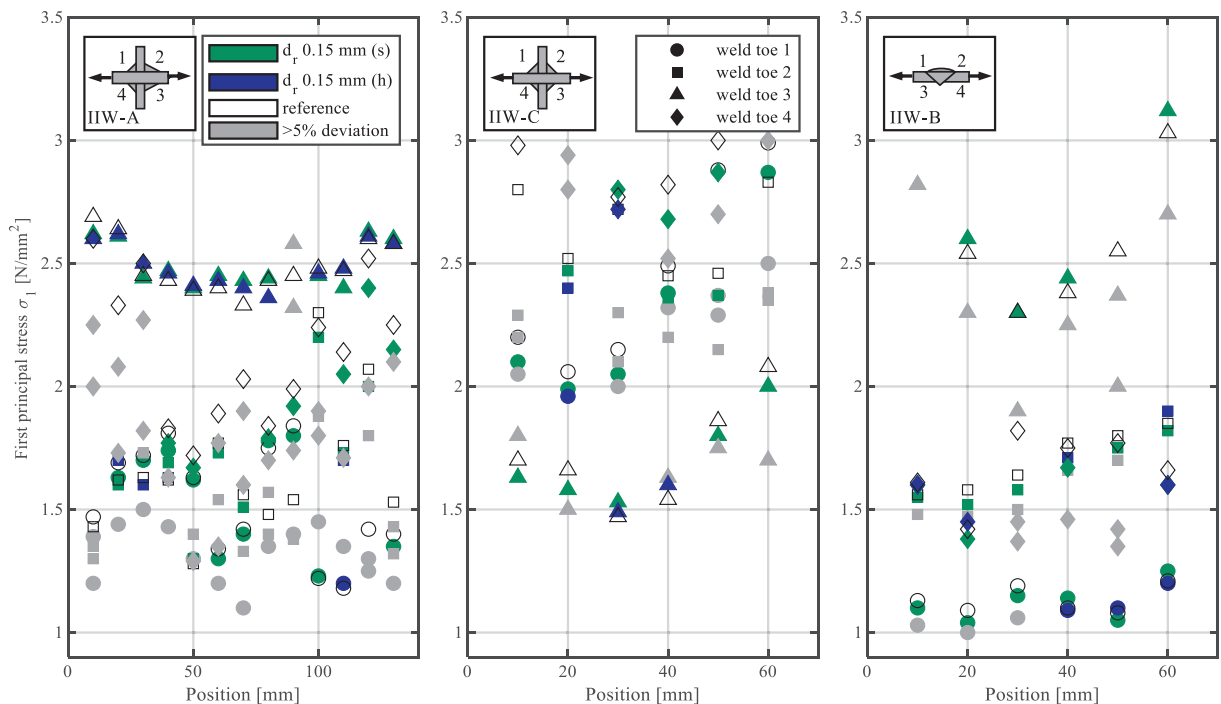 First principal stress σ1 [N/mm²]
3.5
3
2.5
2
1.5
1
0
50
100
Position [mm]
1 2
4 3
IIW-A
dr 0.15 mm (s)
dr 0.15 mm (h)
reference
>5% deviation
3.5
3
2.5
2
1.5
1
0
20
40
60
Position [mm]
1 2
4 3
IIW-C
weld toe 1
weld toe 2
weld toe 3
weld toe 4
3.5
3
2.5
2
1.5
1
0
20
40
60
Position [mm]
1 2
3 4
IIW-B